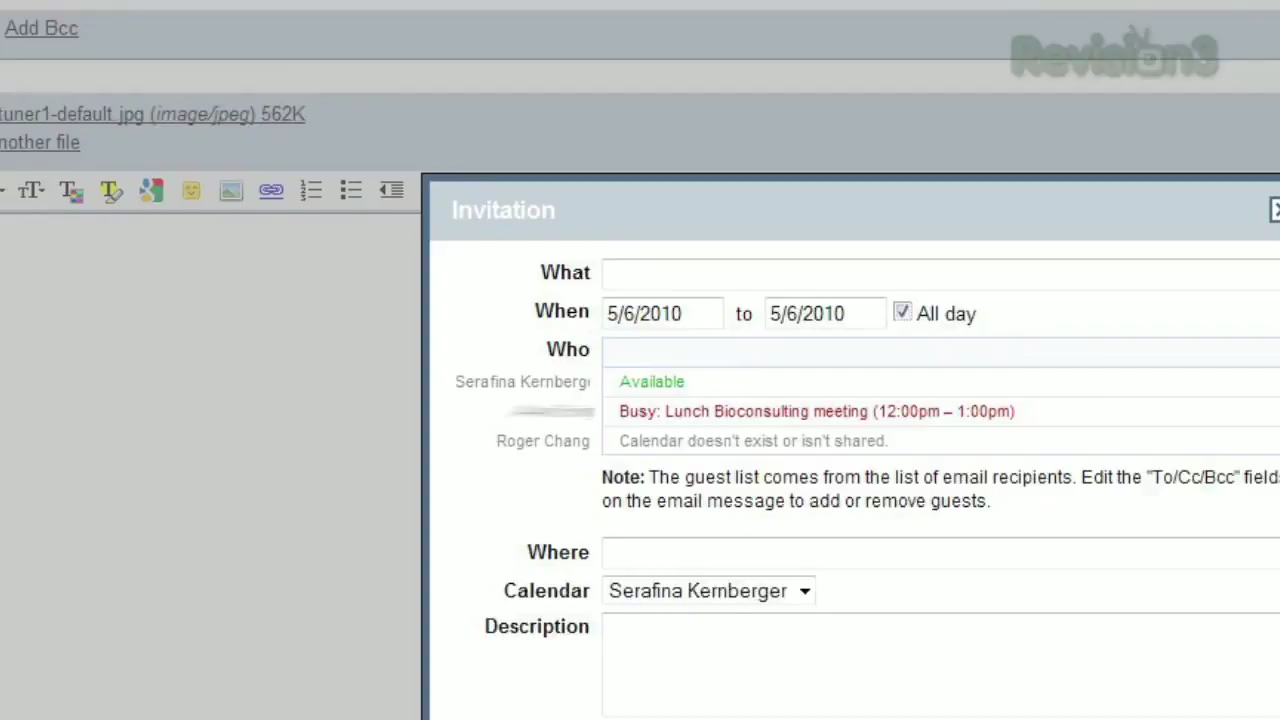 Add Bcc
Revision3
tuner1-default.jpg (image/jpeg) 562K
nother file
Invitation
What
When 5/6/2010 to 5/6/2010 All day
Who
Serafina Kernberge Available
Busy: Lunch Bioconsulting meeting (12:00pm – 1:00pm)
Roger Chang Calendar doesn't exist or isn't shared.
Note: The guest list comes from the list of email recipients. Edit the "To/Cc/Bcc" fields
on the email message to add or remove guests.
Where
Calendar Serafina Kernberger
Description